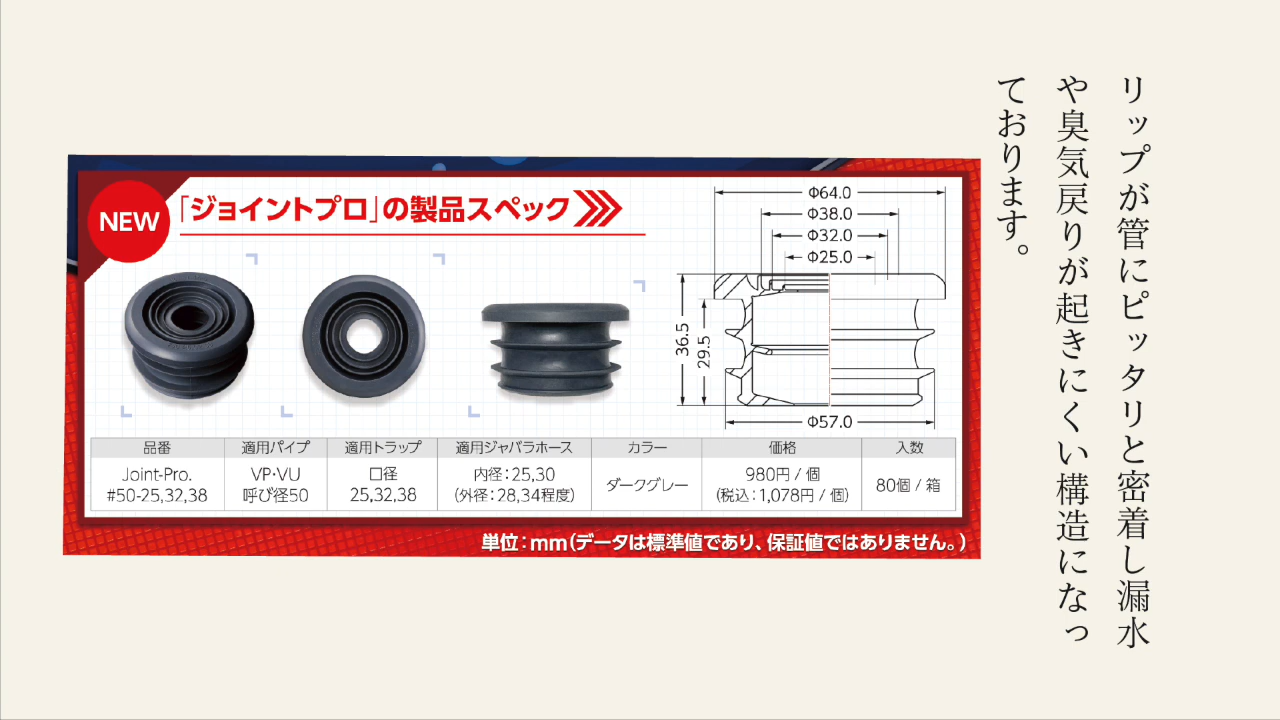 リップが管にピッタリと密着し漏水
や臭気戻りが起きにくい構造になっ
ております。
NEW
「ジョイントプロ」の製品スペック
Φ64.0
Φ38.0
Φ32.0
Φ25.0
36.5
29.5
Φ57.0
品番 適用パイプ 適用トラップ 適用ジャバラホース カラー 価格 入数
Joint-Pro. VP・VU 口径 内径：25,30 ダークグレー 980円 / 個 80個 / 箱
#50-25,32,38 呼び径50 25,32,38 （外径：28,34程度） （税込：1,078円 / 個）
単位：mm（データは標準値であり、保証値ではありません。）